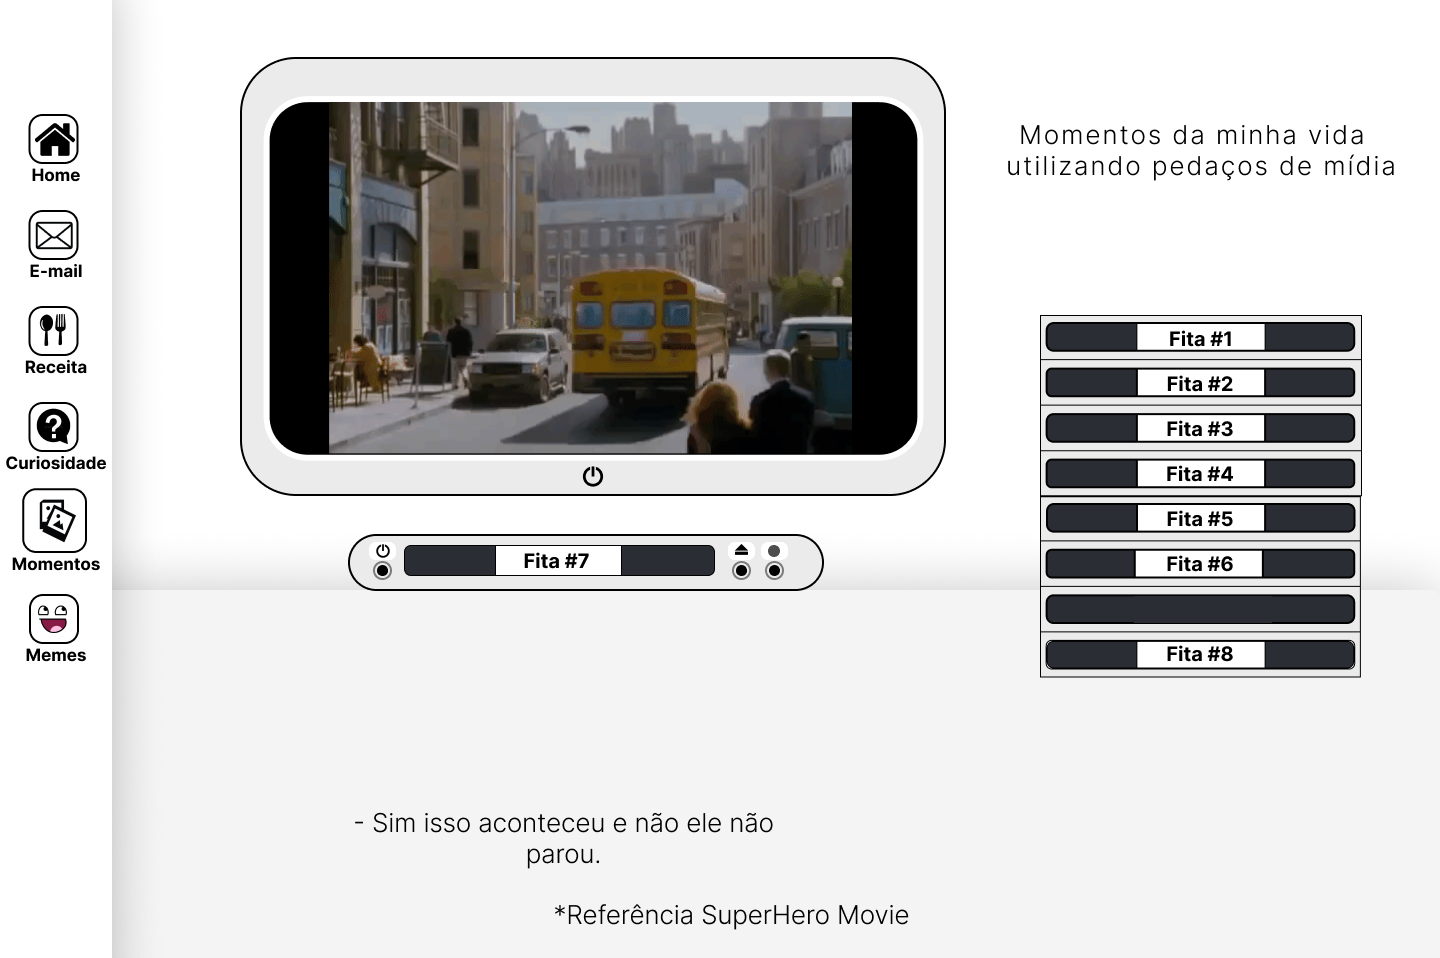 Home
E-mail
Receita
Curiosidade
Momentos
Memes
Momentos da minha vida
utilizando pedaços de mídia
Fita #1
Fita #2
Fita #3
Fita #4
Fita #5
Fita #6
Fita #8
Fita #7
- Sim isso aconteceu e não ele não
parou.
*Referência SuperHero Movie